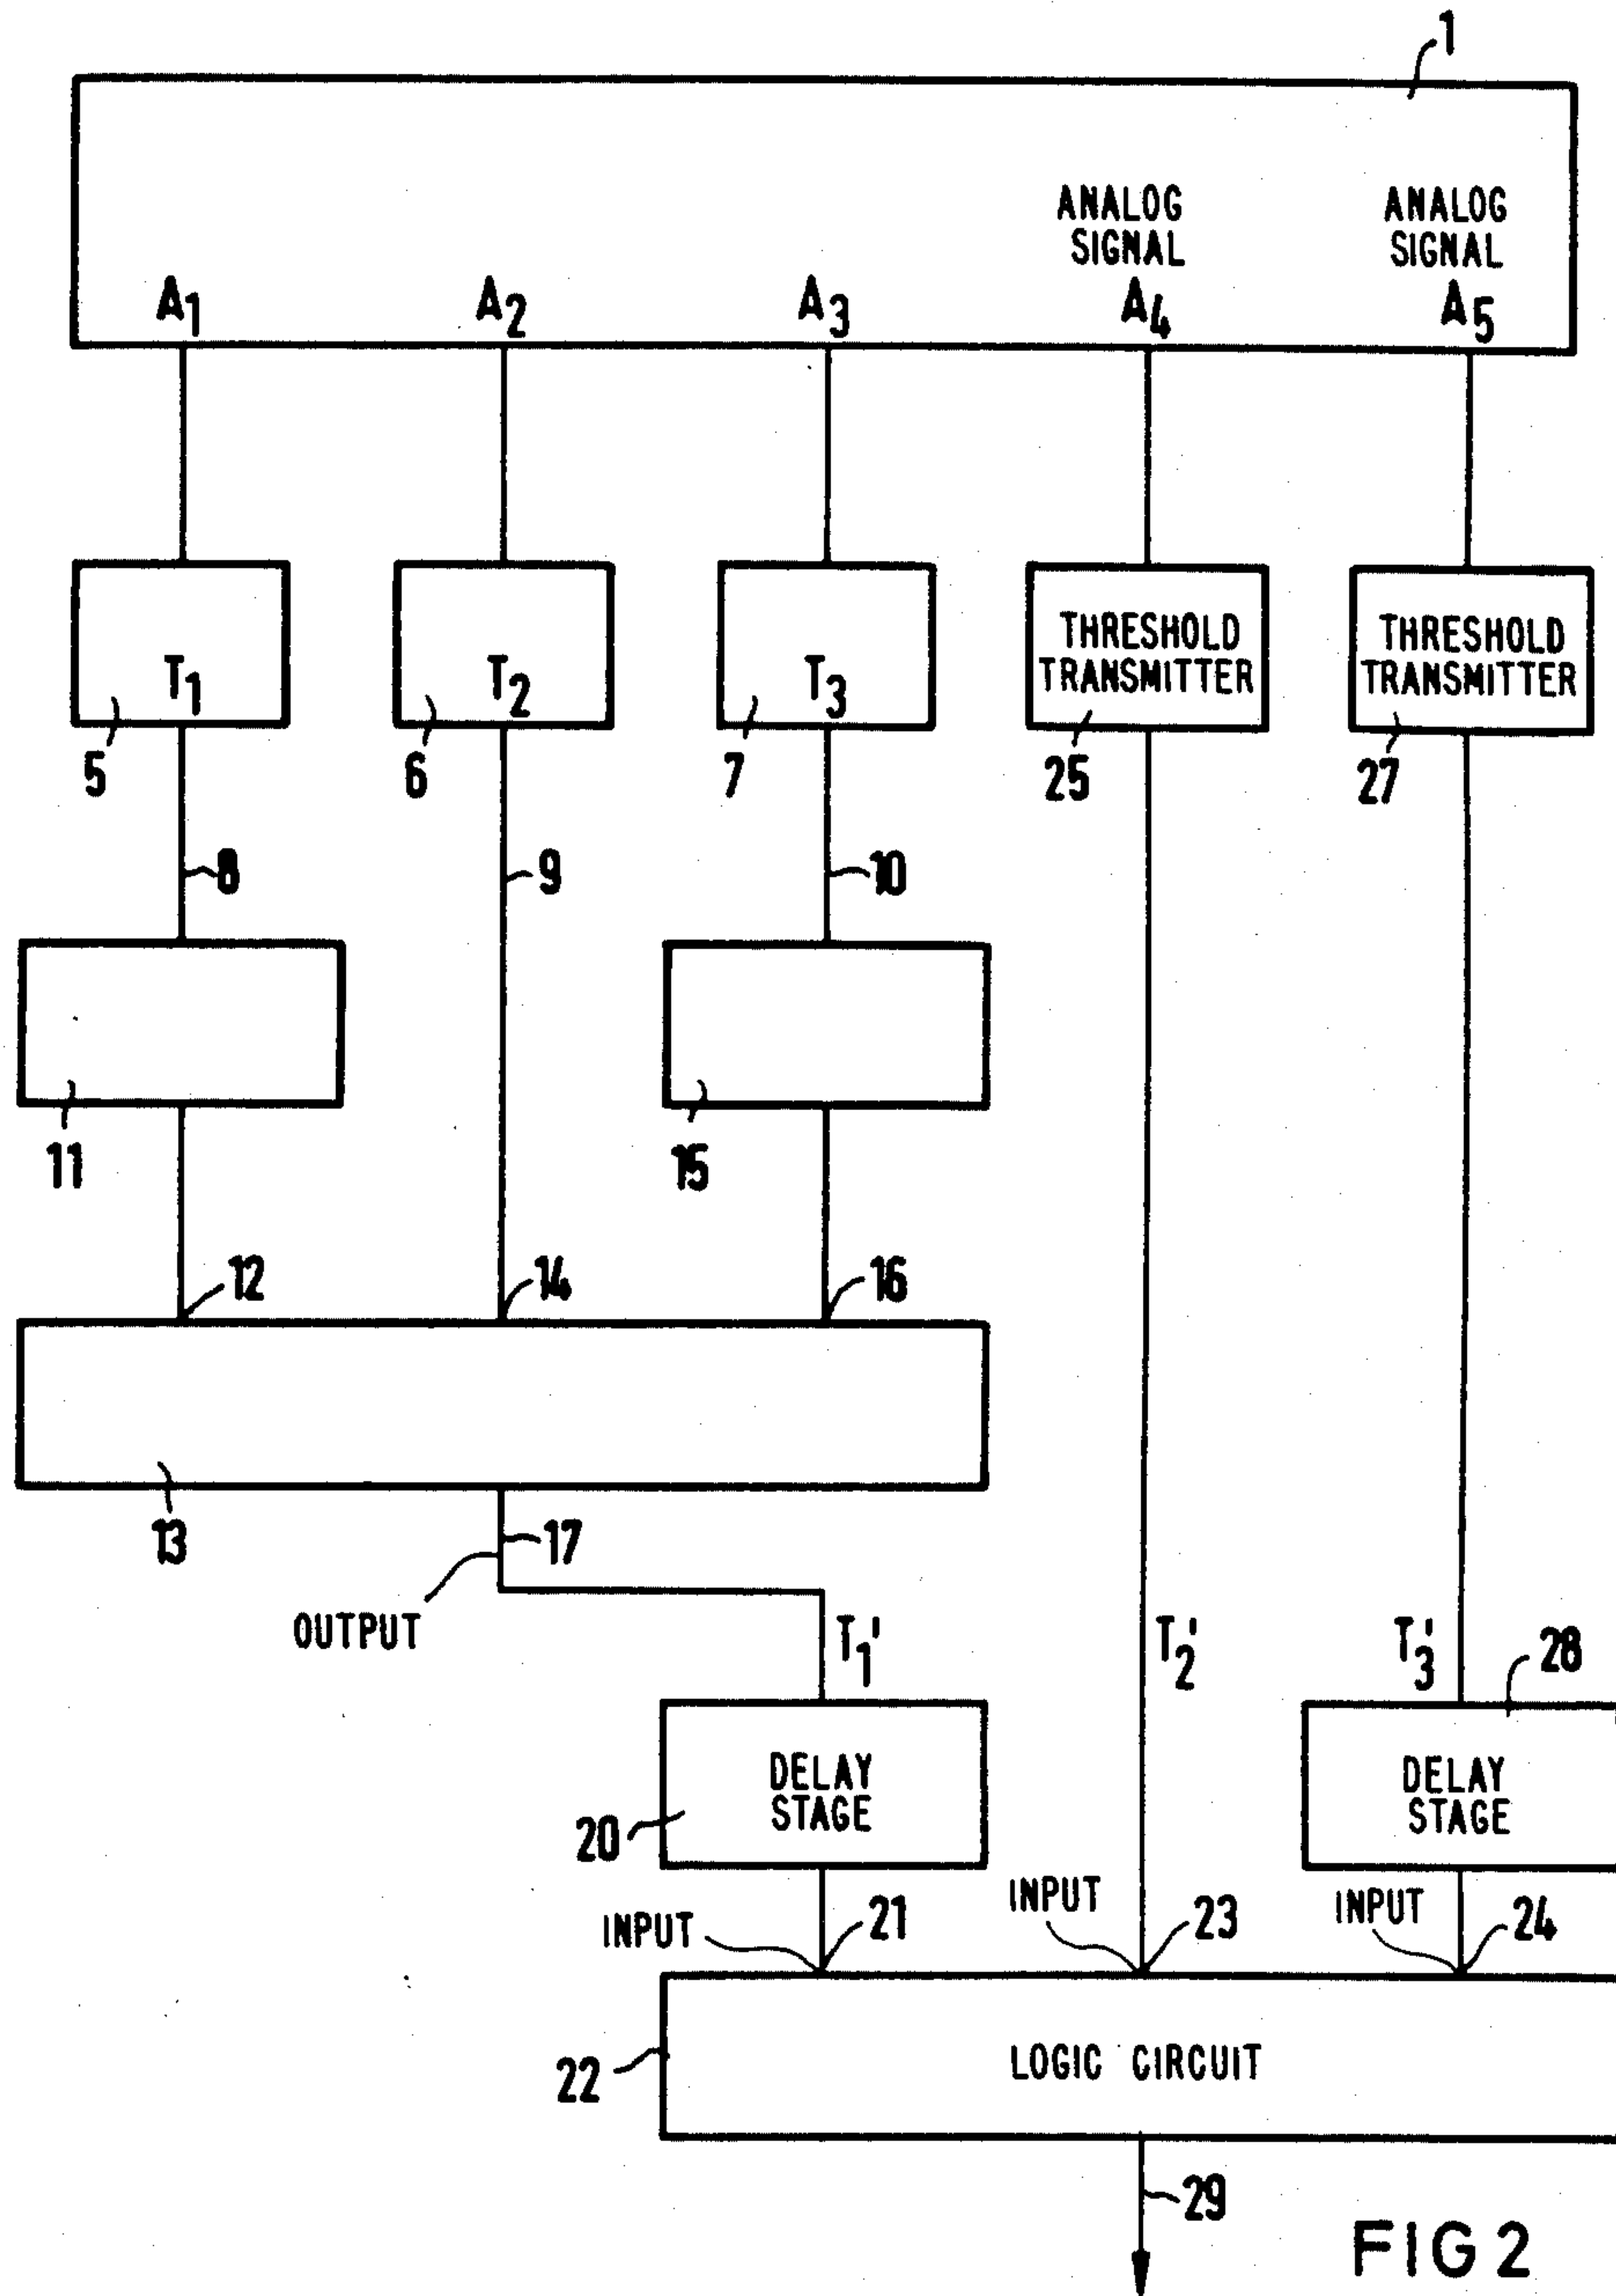 1
ANALOG ANALOG
SIGNAL SIGNAL
A1 A2 A3 A4 A5
T1 T2 T3 THRESHOLD TRANSMITTER THRESHOLD TRANSMITTER
5 6 7 25 27
8 9 10
11 15
12 14 16
13 17
OUTPUT T1' T2' T3' 28
DELAY STAGE DELAY STAGE
20
INPUT 21 INPUT 23 INPUT 24
22 LOGIC CIRCUIT
29
FIG 2